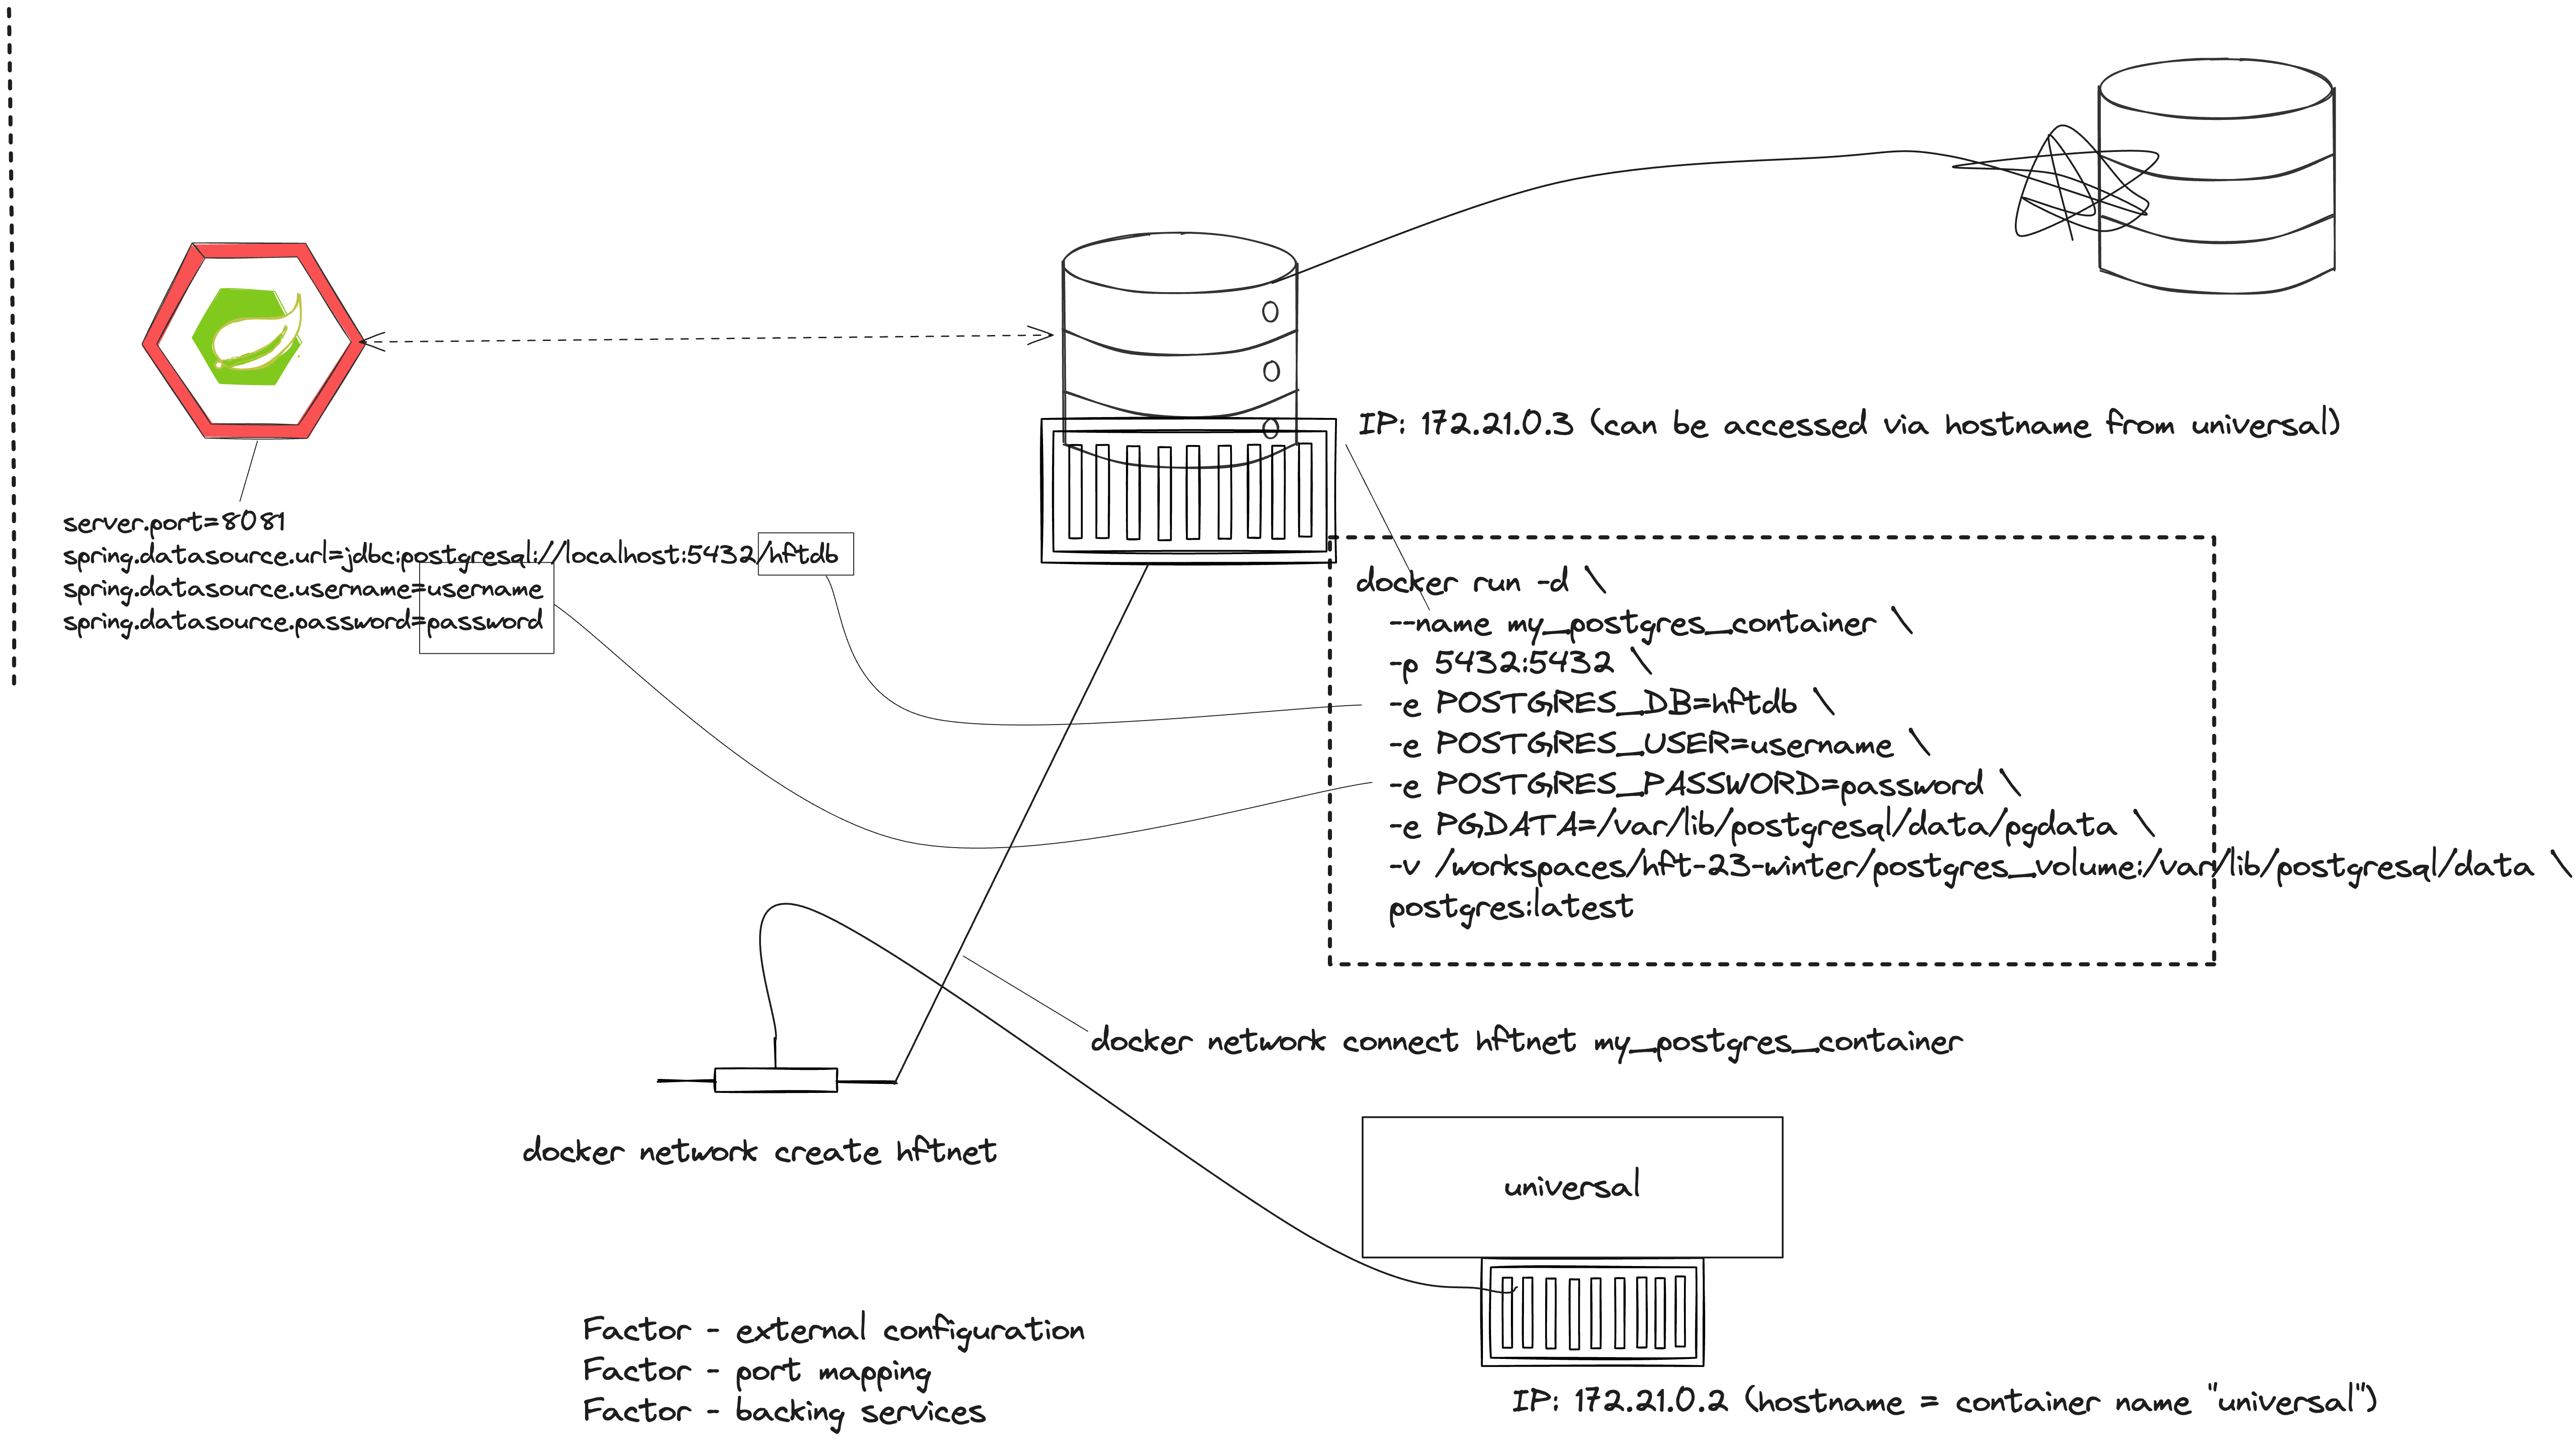 IP: 172.21.0.3 (can be accessed via hostname from universal)
server.port=8081
spring.datasource.url=jdbc:postgresql://localhost:5432/hftdb
spring.datasource.username=username
spring.datasource.password=password
docker run -d \
--name my_postgres_container \
-p 5432:5432 \
-e POSTGRES_DB=hftdb \
-e POSTGRES_USER=username \
-e POSTGRES_PASSWORD=password \
-e PGDATA=/var/lib/postgresql/data/pgdata \
-v /workspaces/hft-23-winter/postgres_volume:/var/lib/postgresql/data \
postgres:latest
docker network connect hftnet my_postgres_container
docker network create hftnet
universal
Factor - external configuration
Factor - port mapping
Factor - backing services
IP: 172.21.0.2 (hostname = container name "universal")